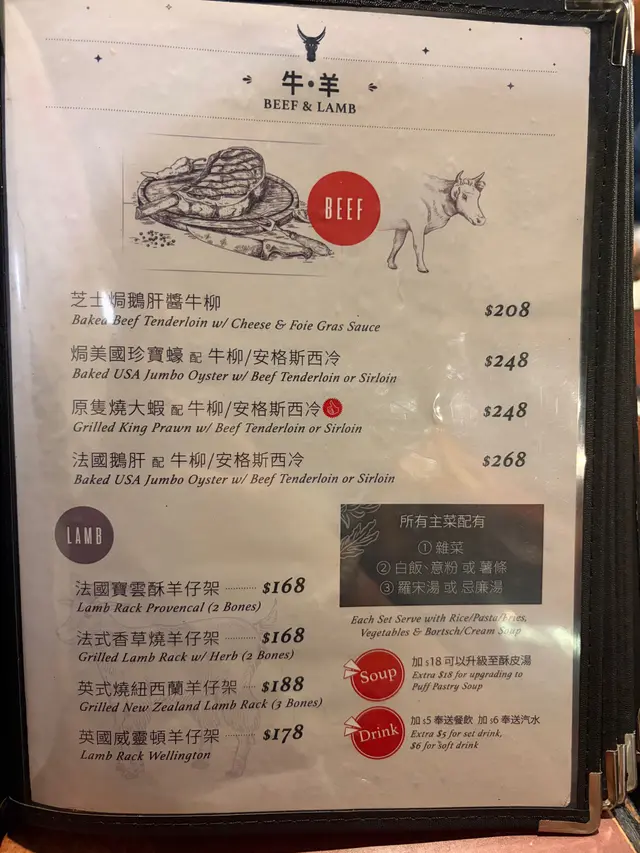 牛·羊
BEEF & LAMB
BEEF
芝士焗鵝肝醬牛柳 $208
Baked Beef Tenderloin w/ Cheese & Foie Gras Sauce
焗美國珍寶蠔 配 牛柳/安格斯西冷 $248
Baked USA Jumbo Oyster w/ Beef Tenderloin or Sirloin
原隻燒大蝦 配 牛柳/安格斯西冷 $248
Grilled King Prawn w/ Beef Tenderloin or Sirloin
法國鵝肝 配 牛柳/安格斯西冷 $268
Baked USA Jumbo Oyster w/ Beef Tenderloin or Sirloin
LAMB
法國寶雲酥羊仔架 ········ $168
Lamb Rack Provencal (2 Bones)
法式香草燒羊仔架 ········ $168
Grilled Lamb Rack w/ Herb (2 Bones)
英式燒紐西蘭羊仔架 ····· $188
Grilled New Zealand Lamb Rack (3 Bones)
英國威靈頓羊仔架 ········ $178
Lamb Rack Wellington
所有主菜配有
① 雜菜
② 白飯、意粉 或 薯條
③ 羅宋湯 或 忌廉湯
Each Set Serve with Rice/Pasta/Fries,
Vegetables & Bortsch/Cream Soup
Soup
加 $18 可以升級至酥皮湯
Extra $18 for upgrading to
Puff Pastry Soup
Drink
加 $5 奉送餐飲 加 $6 奉送汽水
Extra $5 for set drink,
$6 for soft drink